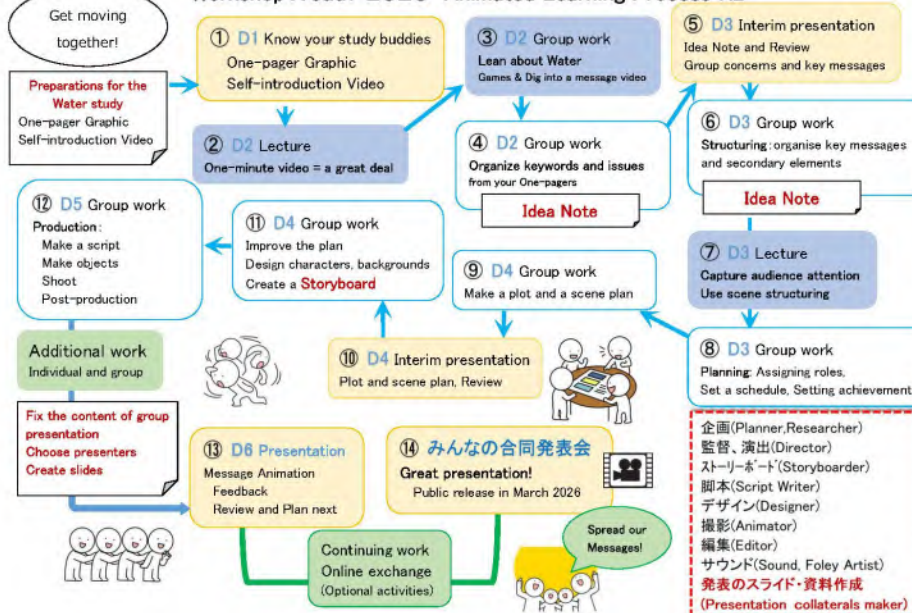 Get moving
together!
Preparations for the
Water study
One-pager Graphic
Self-introduction Video
① D1 Know your study buddies
One-pager Graphic
Self-introduction Video
② D2 Lecture
One-minute video = a great deal
③ D2 Group work
Lean about Water
Games & Dig into a message video
④ D2 Group work
Organize keywords and issues
from your One-pagers
Idea Note
⑤ D3 Interim presentation
Idea Note and Review
Group concerns and key messages
⑥ D3 Group work
Structuring: organise key messages
and secondary elements
Idea Note
⑦ D3 Lecture
Capture audience attention
Use scene structuring
⑧ D3 Group work
Planning: Assigning roles,
Set a schedule, Setting achievement
⑨ D4 Group work
Make a plot and a scene plan
⑩ D4 Interim presentation
Plot and scene plan, Review
⑪ D4 Group work
Improve the plan
Design characters, backgrounds
Create a Storyboard
⑫ D5 Group work
Production:
Make a script
Make objects
Shoot
Post-production
Additional work
Individual and group
Fix the content of group
presentation
Choose presenters
Create slides
⑬ D6 Presentation
Message Animation
Feedback
Review and Plan next
⑭ みんなの合同発表会
Great presentation!
Public release in March 2026
Continuing work
Online exchange
(Optional activities)
Spread our
Messages!
企画(Planner,Researcher)
監督、演出(Director)
ストーリーボード(Storyboarder)
脚本(Script Writer)
デザイン(Designer)
撮影(Animator)
編集(Editor)
サウンド(Sound, Foley Artist)
発表のスライド・資料作成
(Presentation collaterals maker)